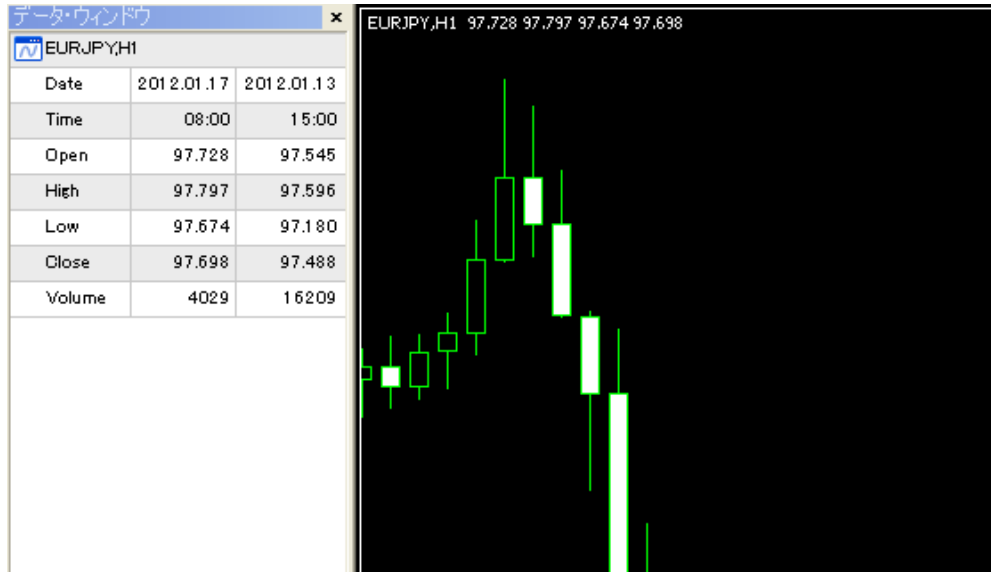 データ・ウィンドウ
EURJPY,H1
Date 2012.01.17 2012.01.13
Time 08:00 15:00
Open 97.728 97.545
High 97.797 97.596
Low 97.674 97.180
Close 97.698 97.488
Volume 4029 16209
EURJPY,H1 97.728 97.797 97.674 97.698